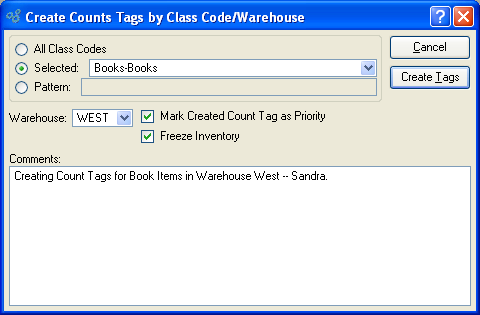 Create Counts Tags by Class Code/Warehouse
?
All Class Codes
Cancel
Selected: Books-Books
Create Tags
Pattern:
Warehouse: WEST
Mark Created Count Tag as Priority
Freeze Inventory
Comments:
Creating Count Tags for Book Items in Warehouse West -- Sandra.